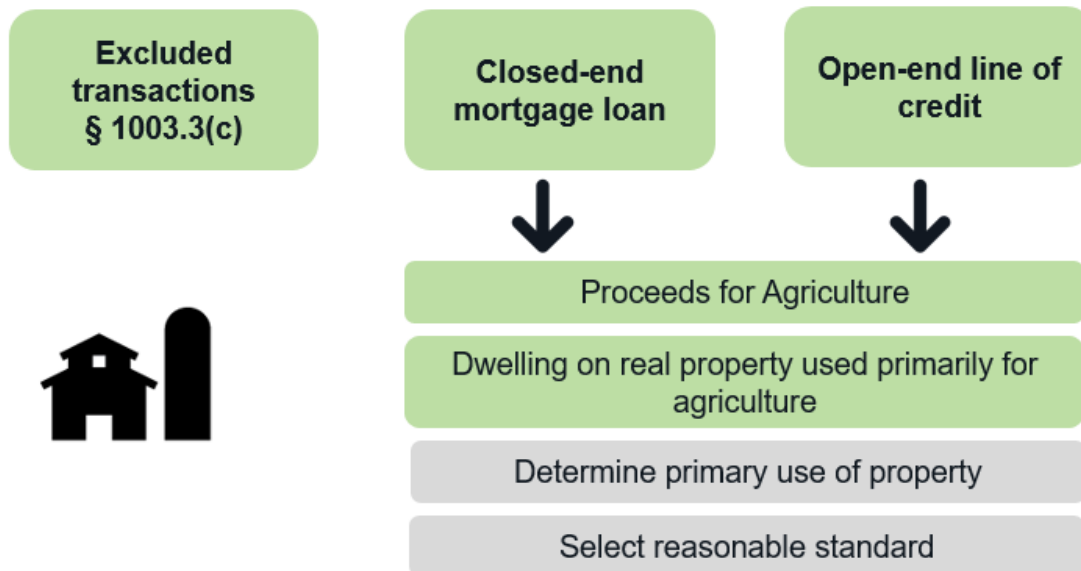 Excluded
transactions
§ 1003.3(c)
Closed-end
mortgage loan
Open-end line of
credit
Proceeds for Agriculture
Dwelling on real property used primarily for
agriculture
Determine primary use of property
Select reasonable standard